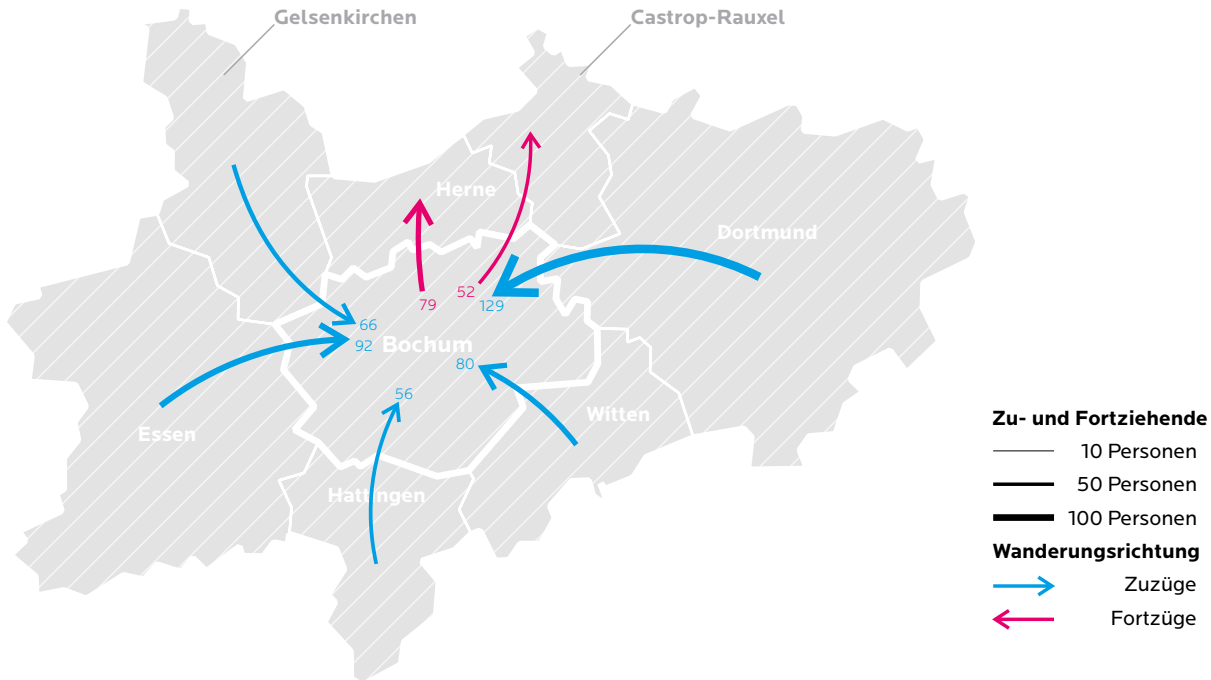 Gelsenkirchen
Castrop-Rauxel
Herne
Dortmund
52
79
129
66
92
Bochum
80
56
Witten
Essen
Hattingen
Zu- und Fortziehende
10 Personen
50 Personen
100 Personen
Wanderungsrichtung
Zuzüge
Fortzüge